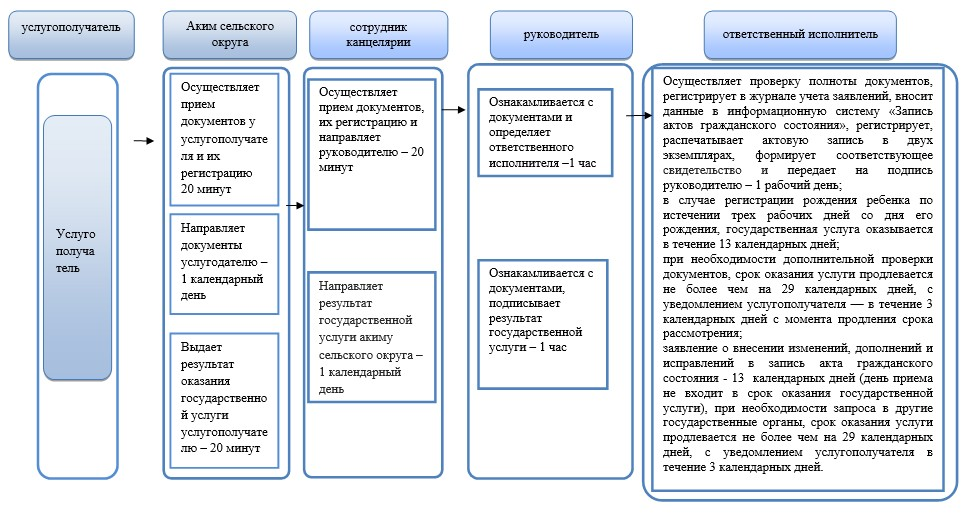 услугополучатель
Аким сельского
округа
сотрудник
канцелярии
руководитель
ответственный исполнитель
Услуго
получа
тель
Осуществляет
прием
документов у
услугополучате
ля и их
регистрацию
20 минут
Направляет
документы
услугодателю –
1 календарный
день
Выдает
результат
оказания
государственно
й услуги
услугополучате
лю – 20 минут
Осуществляет
прием документов,
их регистрацию и
направляет
руководителю – 20
минут
Направляет
результат
государственной
услуги акиму
сельского округа –
1 календарный
день
Ознакамливается с
документами и
определяет
ответственного
исполнителя –1 час
Ознакамливается с
документами,
подписывает
результат
государственной
услуги – 1 час
Осуществляет проверку полноты документов,
регистрирует в журнале учета заявлений, вносит
данные в информационную систему «Запись
актов гражданского состояния», регистрирует,
распечатывает актовую запись в двух
экземплярах, формирует соответствующее
свидетельство и передает на подпись
руководителю – 1 рабочий день;
в случае регистрации рождения ребенка по
истечении трех рабочих дней со дня его
рождения, государственная услуга оказывается
в течение 13 календарных дней;
при необходимости дополнительной проверки
документов, срок оказания услуги продлевается
не более чем на 29 календарных дней, с
уведомлением услугополучателя — в течение 3
календарных дней с момента продления срока
рассмотрения;
заявление о внесении изменений, дополнений и
исправлений в запись акта гражданского
состояния - 13 календарных дней (день приема
не входит в срок оказания государственной
услуги), при необходимости запроса в другие
государственные органы, срок оказания услуги
продлевается не более чем на 29 календарных
дней, с уведомлением услугополучателя в
течение 3 календарных дней.